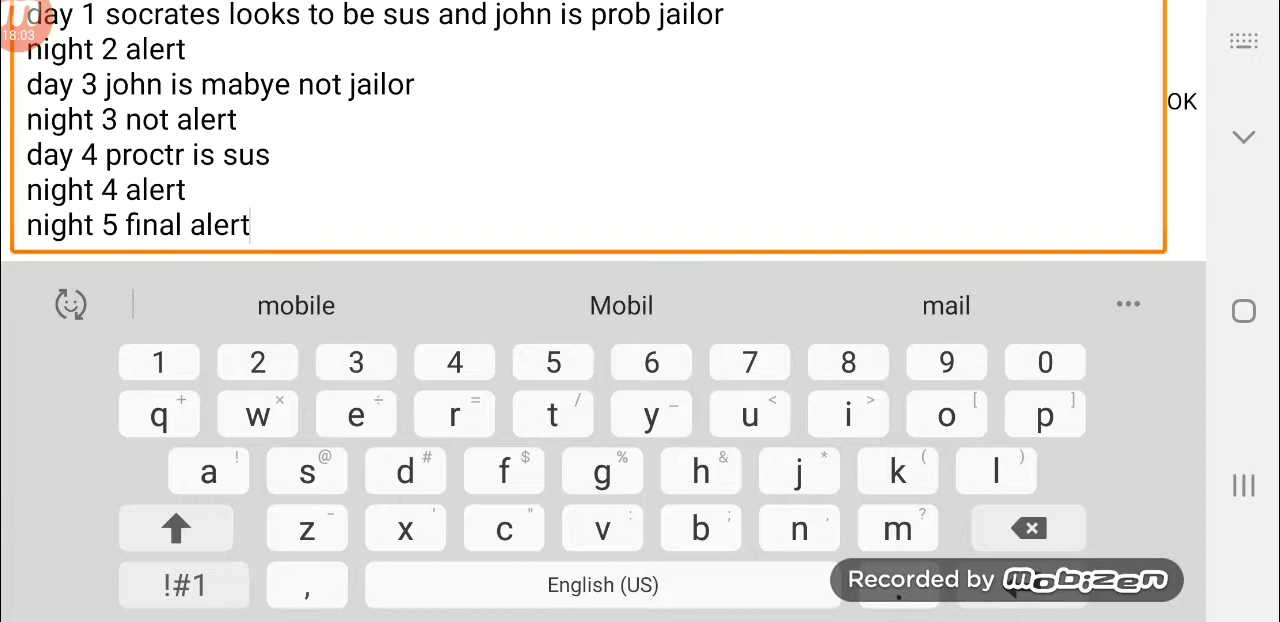 day 1 socrates looks to be sus and john is prob jailor
18:03
night 2 alert
day 3 john is mabye not jailor
night 3 not alert
OK
day 4 proctr is sus
night 4 alert
night 5 final alert
mobile Mobil mail
1 2 3 4 5 6 7 8 9 0
q + w × e ÷ r = t / y _ u < i > o [ p ]
a ! s @ d # f $ g % h & j * k ( l )
z - x ' c " v : b ; n , m ?
!#1 , English (US) .
Recorded by mobizen